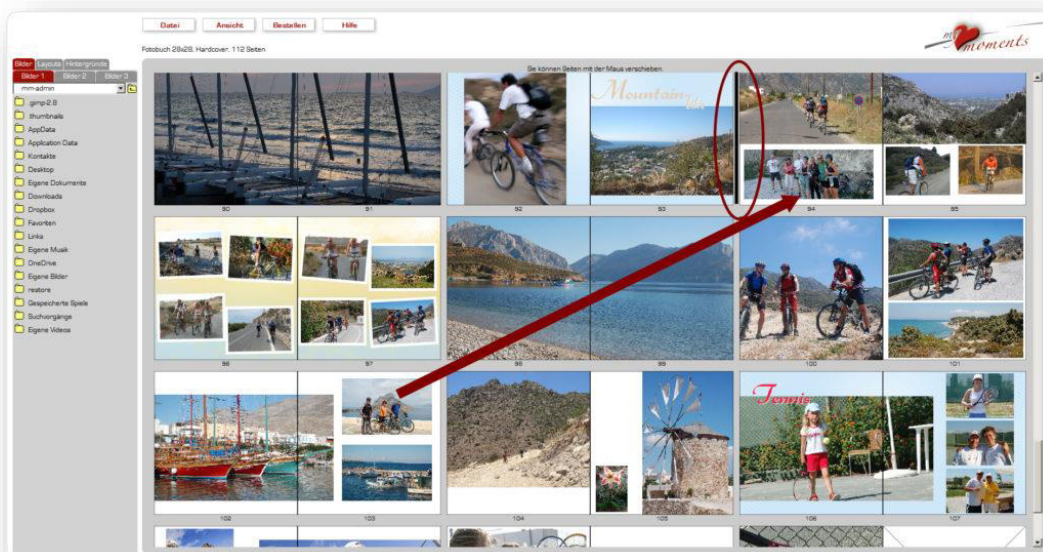 Datei Ansicht Bestellen Hilfe
my moments
Fotobuch 28x28, Hardcover, 112 Seiten
Bilder Layouts Hintergründe
Bilder 1 Bilder 2 Bilder 3
mm-admin
.gimp-2.8
.thumbnails
AppData
Application Data
Kontakte
Desktop
Eigene Dokumente
Downloads
Dropbox
Favoriten
Links
Eigene Musik
OneDrive
Eigene Bilder
restore
Gespeicherte Spiele
Suchvorgänge
Eigene Videos
Sie können Seiten mit der Maus verschieben.
Mountain
90 91 92 93 94 95
96 97 98 99 100 101
Tennis
102 103 104 105 106 107